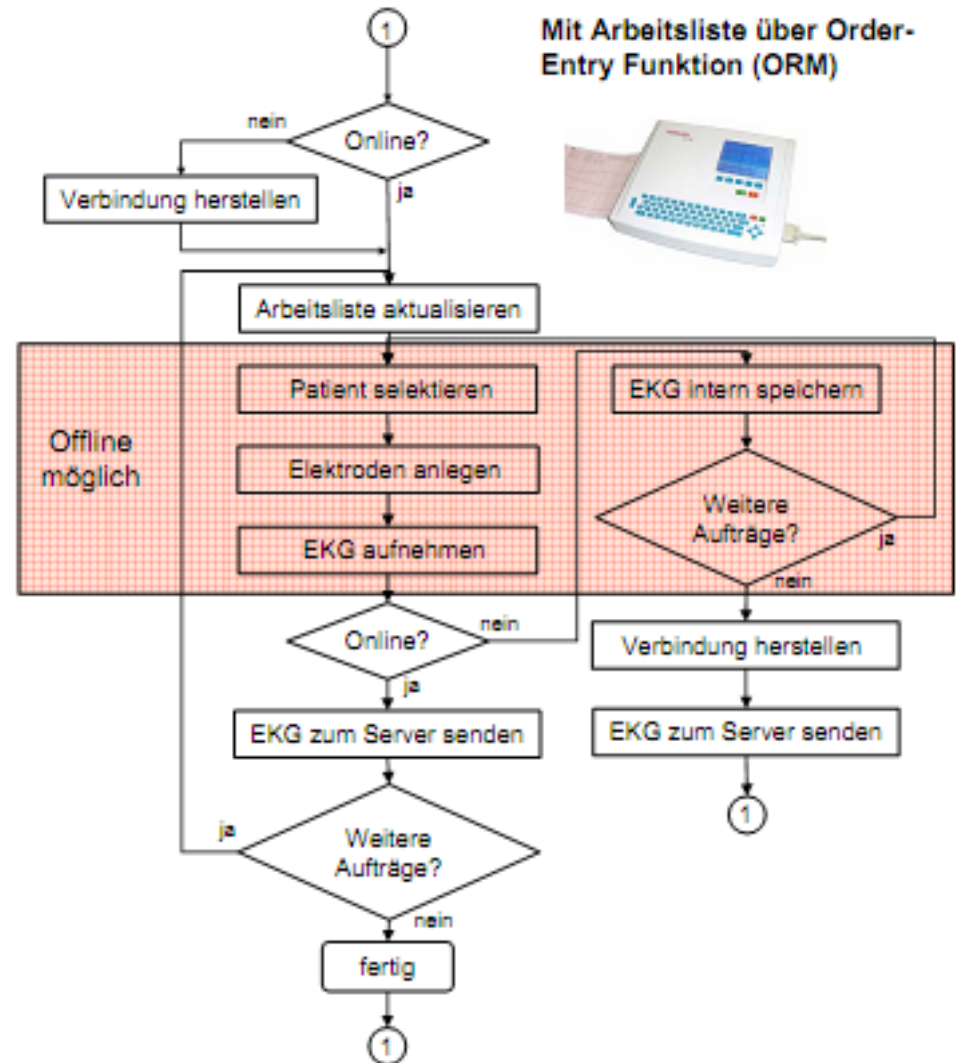 1
Mit Arbeitsliste über Order-
Entry Funktion (ORM)
nein
Online?
ja
Verbindung herstellen
Arbeitsliste aktualisieren
Offline
möglich
Patient selektieren
Elektroden anlegen
EKG aufnehmen
EKG intern speichern
Weitere
Aufträge?
ja
nein
Online?
nein
ja
EKG zum Server senden
Verbindung herstellen
EKG zum Server senden
1
ja
Weitere
Aufträge?
nein
fertig
1